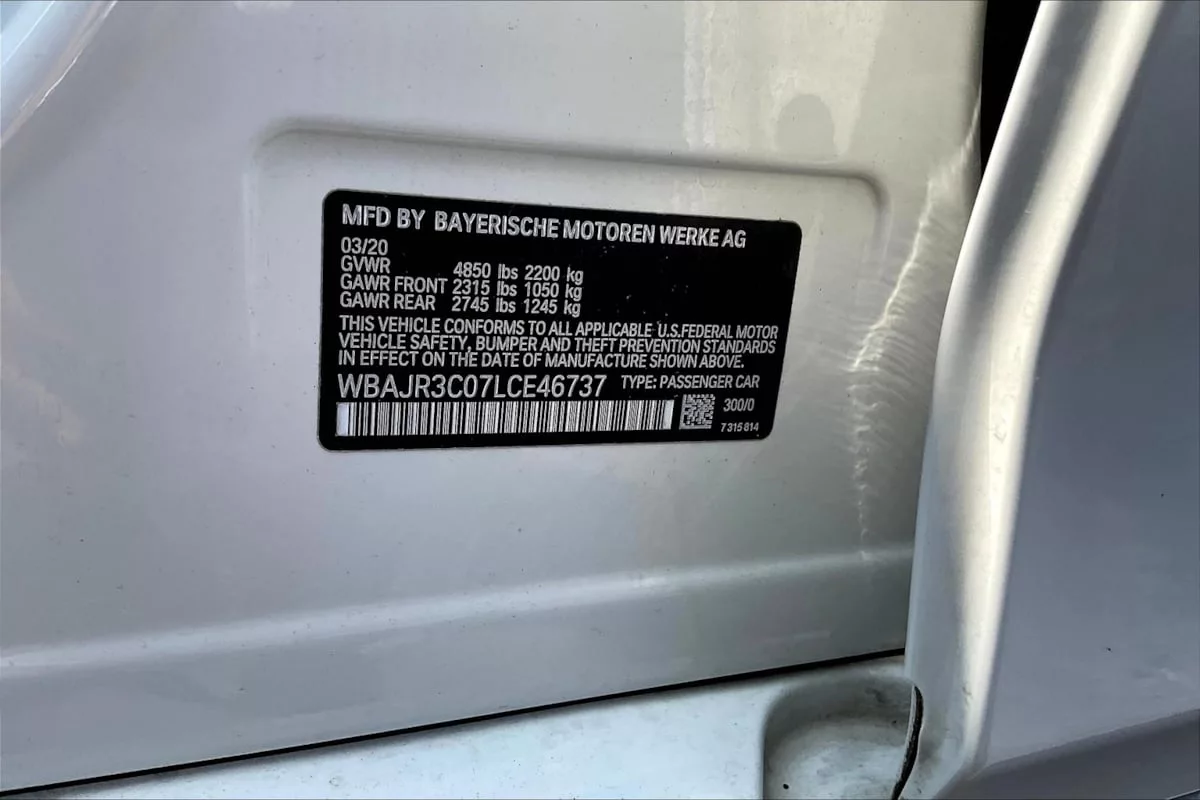 MFD BY BAYERISCHE MOTOREN WERKE AG
03/20
GVWR 4850 lbs 2200 kg
GAWR FRONT 2315 lbs 1050 kg
GAWR REAR 2745 lbs 1245 kg
THIS VEHICLE CONFORMS TO ALL APPLICABLE U.S.FEDERAL MOTOR
VEHICLE SAFETY, BUMPER AND THEFT PREVENTION STANDARDS
IN EFFECT ON THE DATE OF MANUFACTURE SHOWN ABOVE.
WBAJR3C07LCE46737 TYPE: PASSENGER CAR
300/0
7 315 814